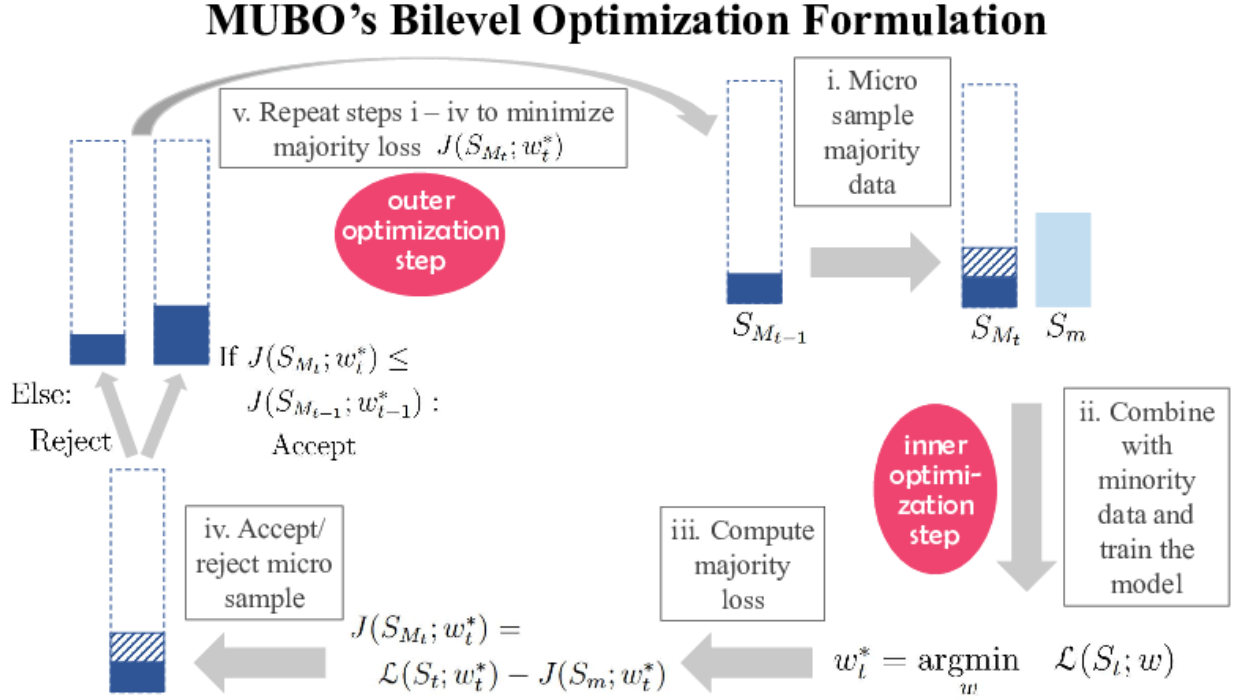 MUBO's Bilevel Optimization Formulation
v. Repeat steps i – iv to minimize
majority loss J(S_{M_t}; w_t^*)
outer
optimization
step
i. Micro
sample
majority
data
S_{M_{t-1}}
S_{M_t}
S_m
If J(S_{M_t}; w_t^*) ≤
J(S_{M_{t-1}}; w_{t-1}^*) :
Accept
Else:
Reject
inner
optimi-
zation
step
ii. Combine
with
minority
data and
train the
model
iv. Accept/
reject micro
sample
iii. Compute
majority
loss
J(S_{M_t}; w_t^*) =
ℒ(S_t; w_t^*) − J(S_m; w_t^*)
w_t^* = argmin ℒ(S_t; w)
w